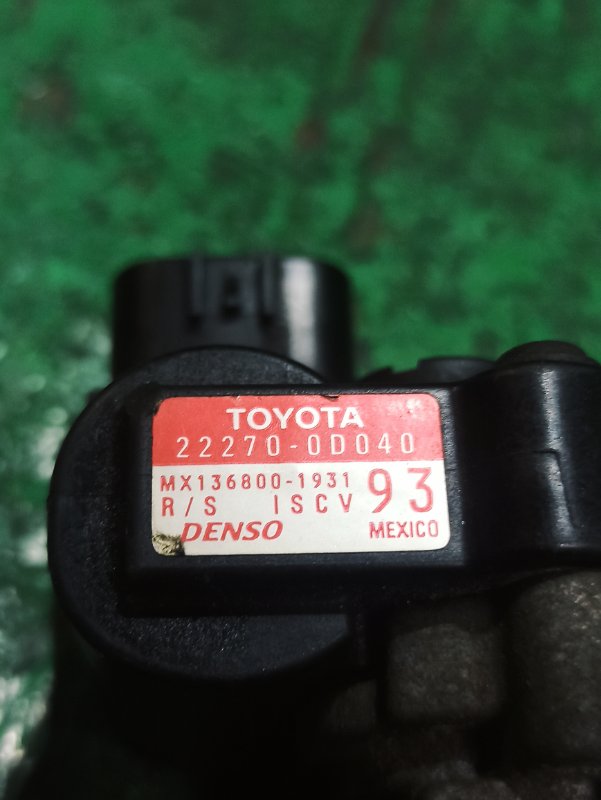 TOYOTA
22270-0D040
MX136800-1931
R/S ISCV 93
DENSO MEXICO